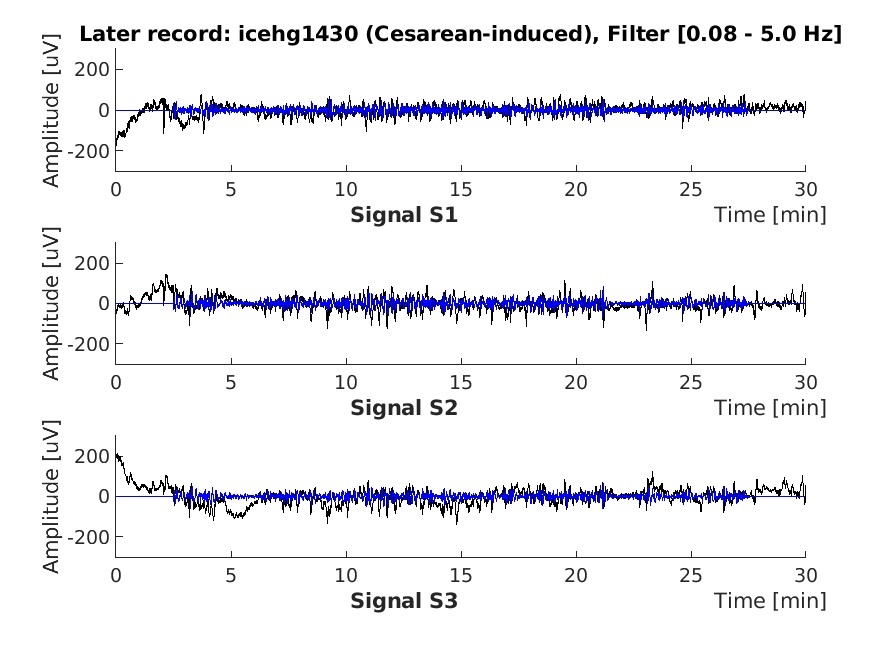 Later record: icehg1430 (Cesarean-induced), Filter [0.08 - 5.0 Hz]
Amplitude [uV]
200
0
-200
0 5 10 15 20 25 30
Signal S1 Time [min]
Amplitude [uV]
200
0
-200
0 5 10 15 20 25 30
Signal S2 Time [min]
Amplitude [uV]
200
0
-200
0 5 10 15 20 25 30
Signal S3 Time [min]